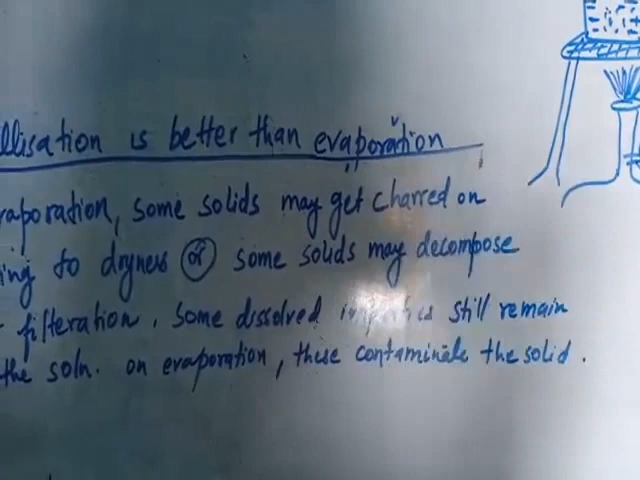 llisation is better than evaporation
vaporation, some solids may get charred on
ing to dryness or some solids may decompose
filteration. Some dissolved still remain
the soln. on evaporation, these contaminate the solid.